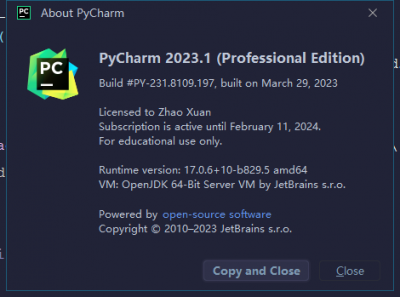 PC About PyCharm
PC
PyCharm 2023.1 (Professional Edition)
Build #PY-231.8109.197, built on March 29, 2023
Licensed to Zhao Xuan
Subscription is active until February 11, 2024.
For educational use only.
Runtime version: 17.0.6+10-b829.5 amd64
VM: OpenJDK 64-Bit Server VM by JetBrains s.r.o.
Powered by open-source software
Copyright © 2010–2023 JetBrains s.r.o.
Copy and Close Close